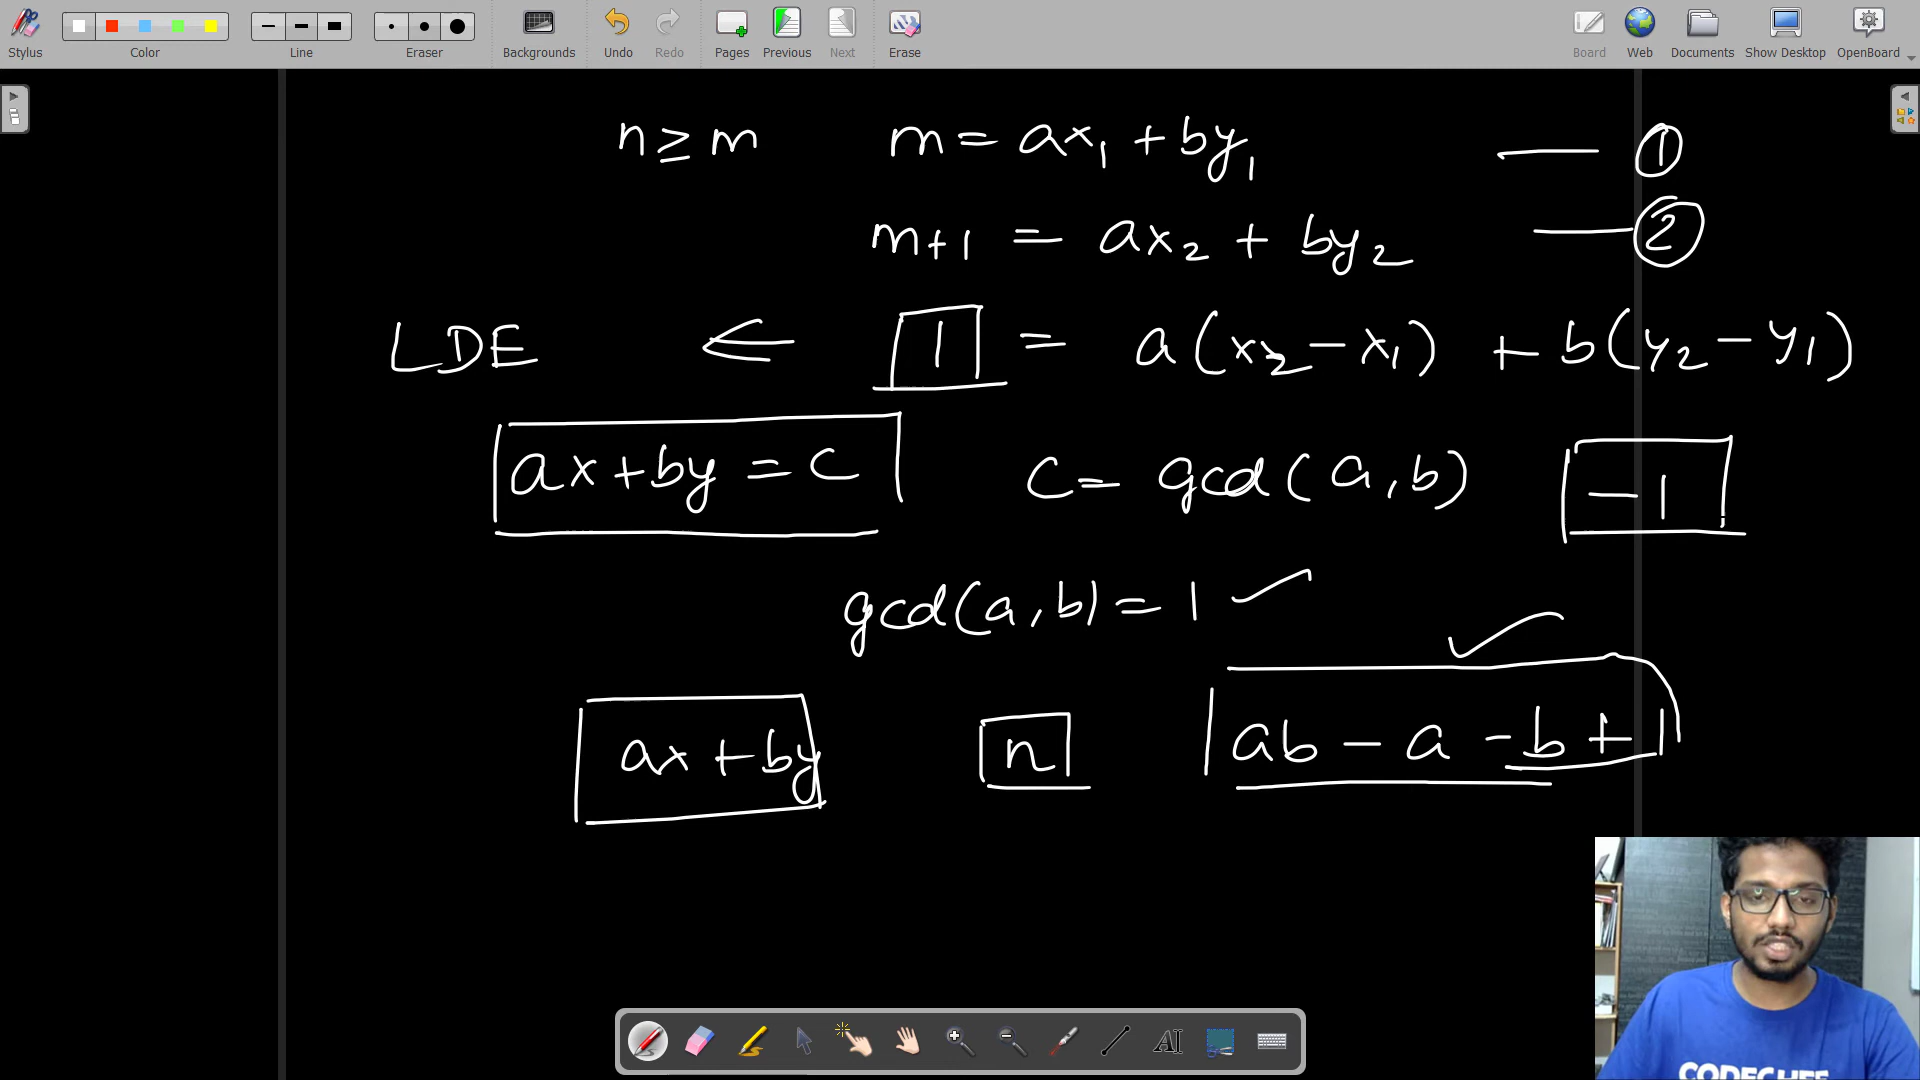 Stylus Color Line Eraser Backgrounds Undo Redo Pages Previous Next Erase Board Web Documents Show Desktop OpenBoard
n ≥ m m = ax₁ + by₁ — ①
m+1 = ax₂ + by₂ — ②
LDE ⇐ 1 = a(x₂ − x₁) + b(y₂ − y₁)
ax + by = c c = gcd(a, b) −1
gcd(a, b) = 1 ✓
ax + by n ab − a − b + 1 ✓
CODECHEF
AI